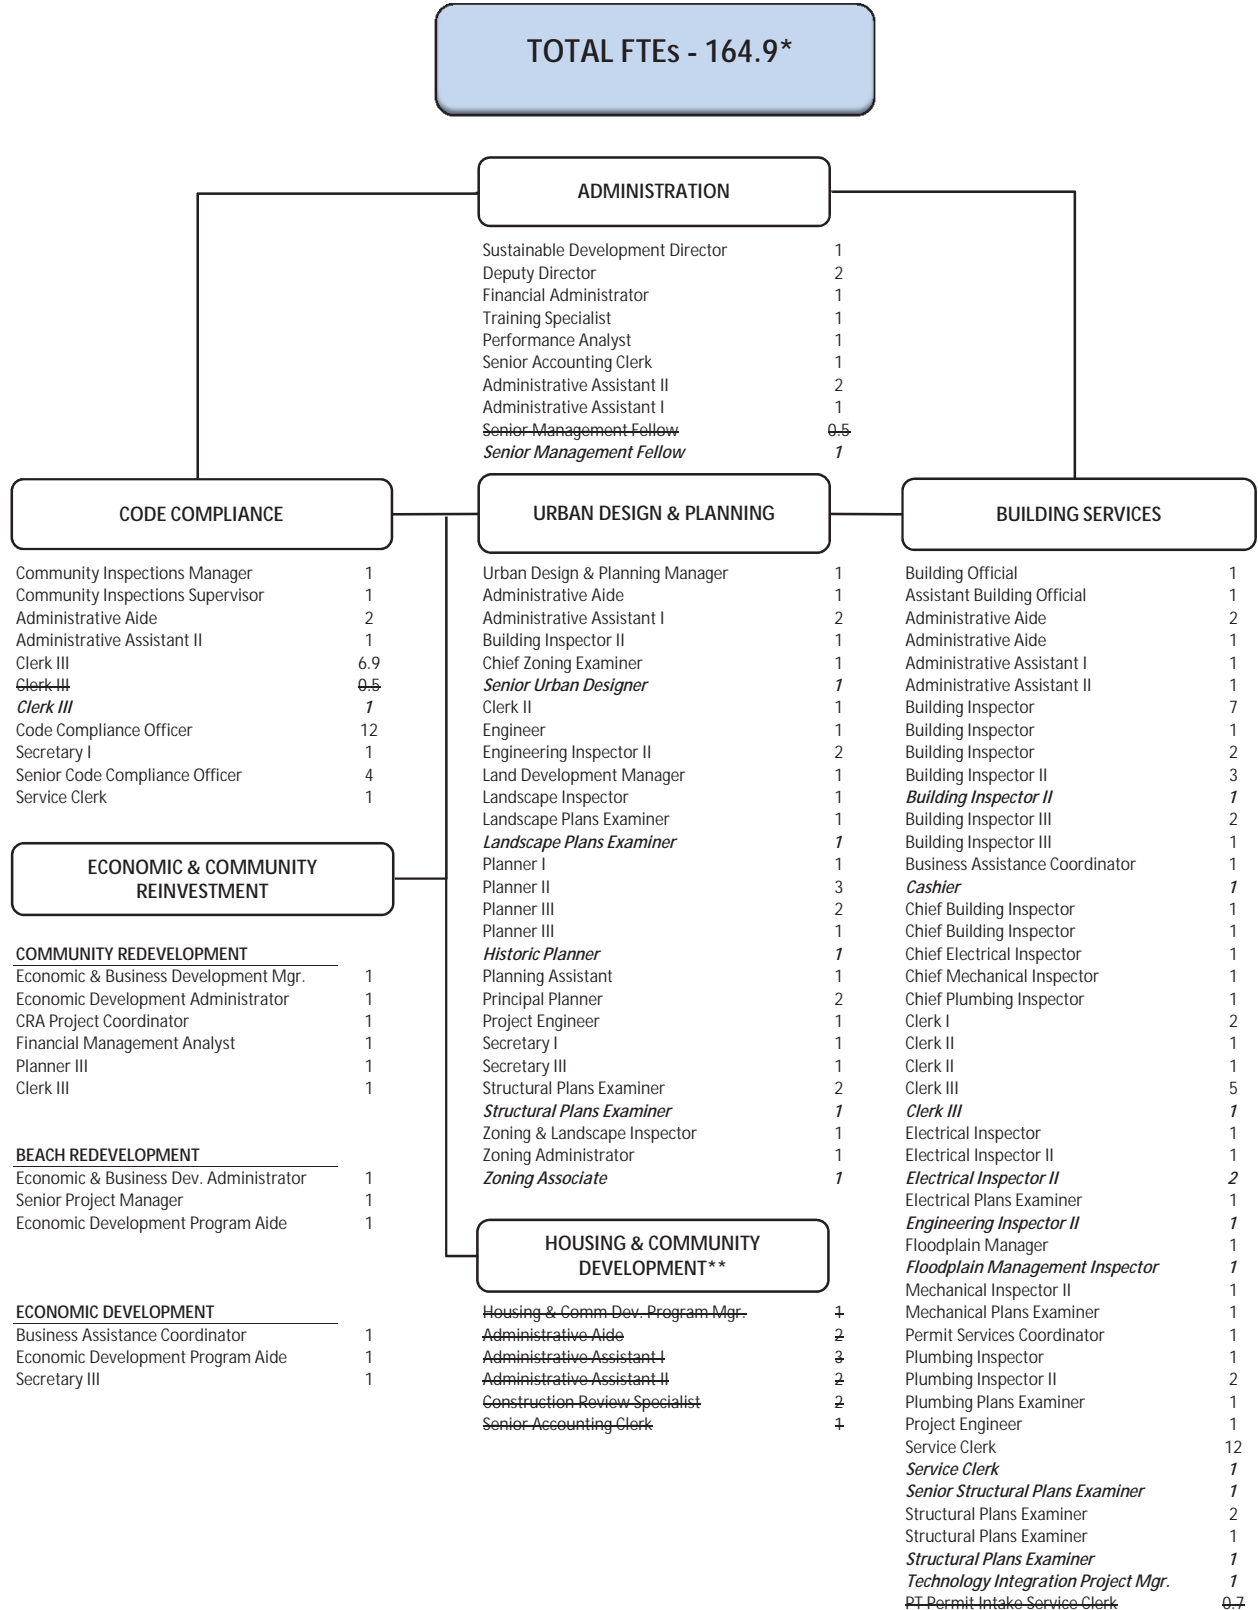 TOTAL FTEs - 164.9*
ADMINISTRATION
Sustainable Development Director 1
Deputy Director 2
Financial Administrator 1
Training Specialist 1
Performance Analyst 1
Senior Accounting Clerk 1
Administrative Assistant II 2
Administrative Assistant I 1
Senior Management Fellow 0.5
Senior Management Fellow 1
CODE COMPLIANCE
Community Inspections Manager 1
Community Inspections Supervisor 1
Administrative Aide 2
Administrative Assistant II 1
Clerk III 6.9
Clerk III 0.5
Clerk III 1
Code Compliance Officer 12
Secretary I 1
Senior Code Compliance Officer 4
Service Clerk 1
ECONOMIC & COMMUNITY
REINVESTMENT
COMMUNITY REDEVELOPMENT
Economic & Business Development Mgr. 1
Economic Development Administrator 1
CRA Project Coordinator 1
Financial Management Analyst 1
Planner III 1
Clerk III 1
BEACH REDEVELOPMENT
Economic & Business Dev. Administrator 1
Senior Project Manager 1
Economic Development Program Aide 1
ECONOMIC DEVELOPMENT
Business Assistance Coordinator 1
Economic Development Program Aide 1
Secretary III 1
URBAN DESIGN & PLANNING
Urban Design & Planning Manager 1
Administrative Aide 1
Administrative Assistant I 2
Building Inspector II 1
Chief Zoning Examiner 1
Senior Urban Designer 1
Clerk II 1
Engineer 1
Engineering Inspector II 2
Land Development Manager 1
Landscape Inspector 1
Landscape Plans Examiner 1
Landscape Plans Examiner 1
Planner I 1
Planner II 3
Planner III 2
Planner III 1
Historic Planner 1
Planning Assistant 1
Principal Planner 2
Project Engineer 1
Secretary I 1
Secretary III 1
Structural Plans Examiner 2
Structural Plans Examiner 1
Zoning & Landscape Inspector 1
Zoning Administrator 1
Zoning Associate 1
HOUSING & COMMUNITY
DEVELOPMENT**
Housing & Comm Dev. Program Mgr. 1
Administrative Aide 2
Administrative Assistant I 3
Administrative Assistant II 2
Construction Review Specialist 2
Senior Accounting Clerk 1
BUILDING SERVICES
Building Official 1
Assistant Building Official 1
Administrative Aide 2
Administrative Aide 1
Administrative Assistant I 1
Administrative Assistant II 1
Building Inspector 7
Building Inspector 1
Building Inspector 2
Building Inspector II 3
Building Inspector II 1
Building Inspector III 2
Building Inspector III 1
Business Assistance Coordinator 1
Cashier 1
Chief Building Inspector 1
Chief Building Inspector 1
Chief Electrical Inspector 1
Chief Mechanical Inspector 1
Chief Plumbing Inspector 1
Clerk I 2
Clerk II 1
Clerk II 1
Clerk III 5
Clerk III 1
Electrical Inspector 1
Electrical Inspector II 1
Electrical Inspector II 2
Electrical Plans Examiner 1
Engineering Inspector II 1
Floodplain Manager 1
Floodplain Management Inspector 1
Mechanical Inspector II 1
Mechanical Plans Examiner 1
Permit Services Coordinator 1
Plumbing Inspector 1
Plumbing Inspector II 2
Plumbing Plans Examiner 1
Project Engineer 1
Service Clerk 12
Service Clerk 1
Senior Structural Plans Examiner 1
Structural Plans Examiner 2
Structural Plans Examiner 1
Structural Plans Examiner 1
Technology Integration Project Mgr. 1
PT Permit Intake Service Clerk 0.7